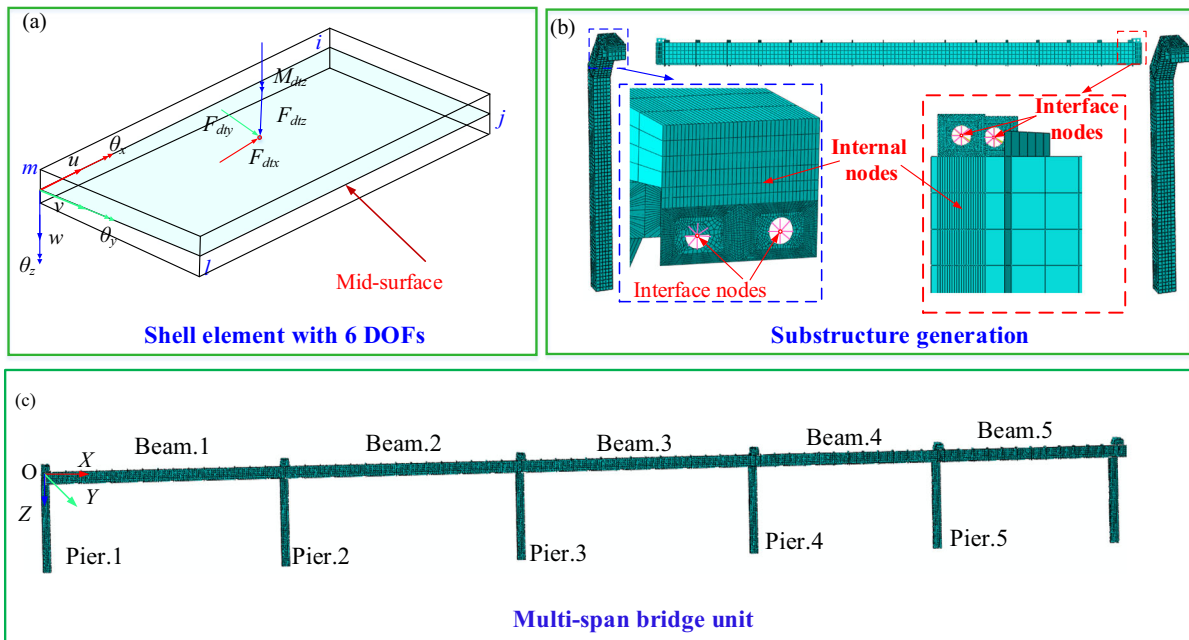 (a)
i
M_dtz
F_dty
F_dtz
j
θ_x
u
F_dtx
m
v
w
θ_y
θ_z
l
Mid-surface
Shell element with 6 DOFs
(b)
Interface
nodes
Internal
nodes
Interface nodes
Substructure generation
(c)
Beam.1
Beam.2
Beam.3
Beam.4
Beam.5
O
X
Y
Z
Pier.1
Pier.2
Pier.3
Pier.4
Pier.5
Multi-span bridge unit